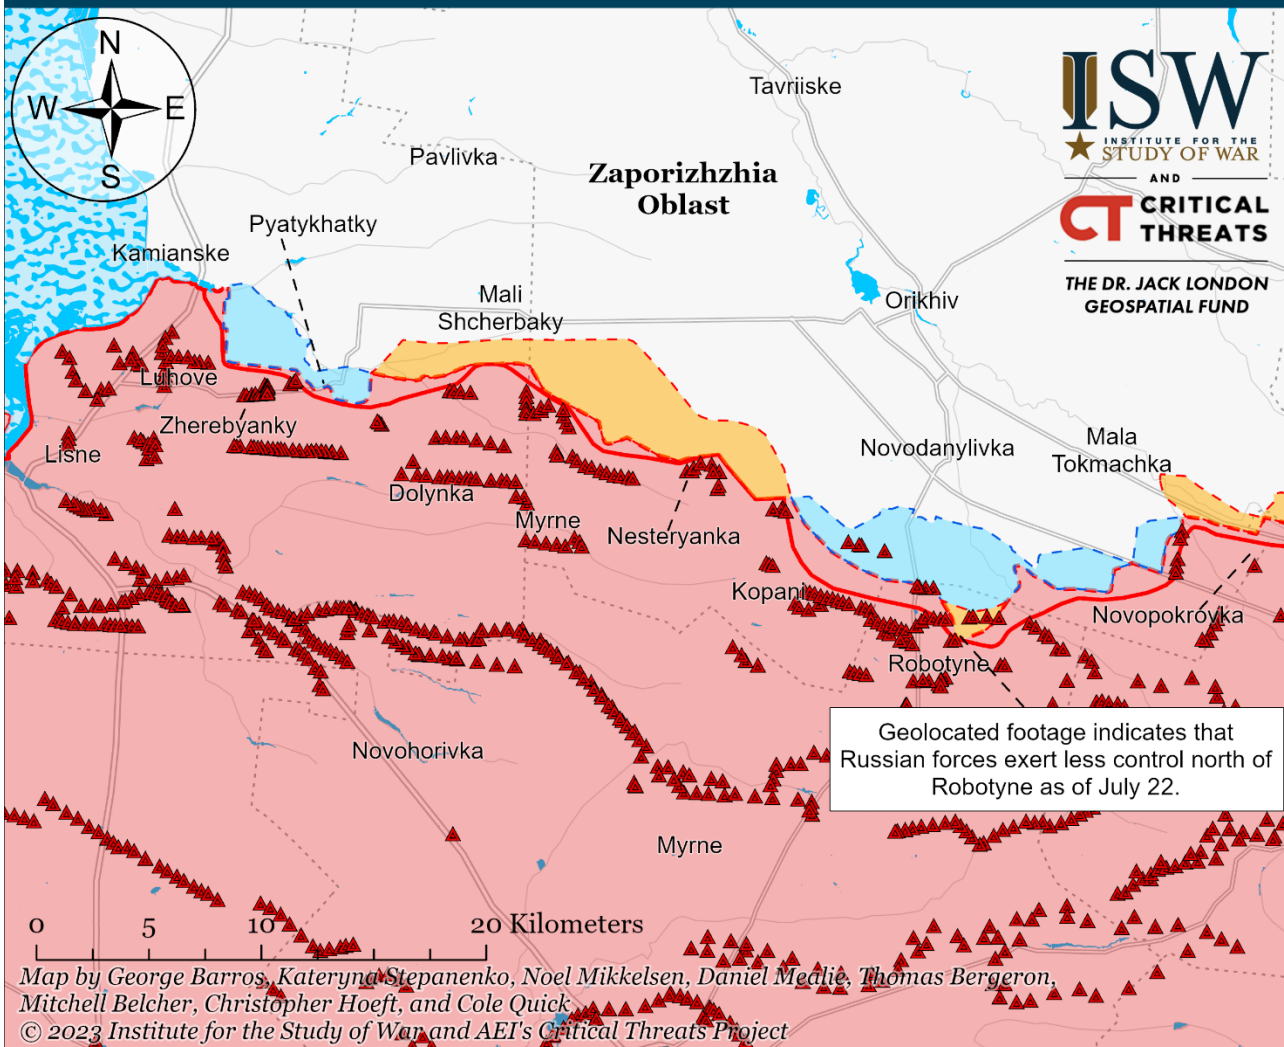 N
W
E
S
Tavriiske
ISW
INSTITUTE FOR THE
STUDY OF WAR
AND
CT CRITICAL
THREATS
THE DR. JACK LONDON
GEOSPATIAL FUND
Pavlivka
Zaporizhzhia
Oblast
Pyatykhatky
Kamianske
Mali
Shcherbaky
Orikhiv
Luhove
Zherebyanky
Lisne
Novodanylivka
Mala
Tokmachka
Dolynka
Myrne
Nesteryanka
Kopani
Novopokrovka
Robotyne
Geolocated footage indicates that
Russian forces exert less control north of
Robotyne as of July 22.
Novohorivka
Myrne
0 5 10 20 Kilometers
Map by George Barros, Kateryna Stepanenko, Noel Mikkelsen, Daniel Mealie, Thomas Bergeron,
Mitchell Belcher, Christopher Hoeft, and Cole Quick
© 2023 Institute for the Study of War and AEI's Critical Threats Project